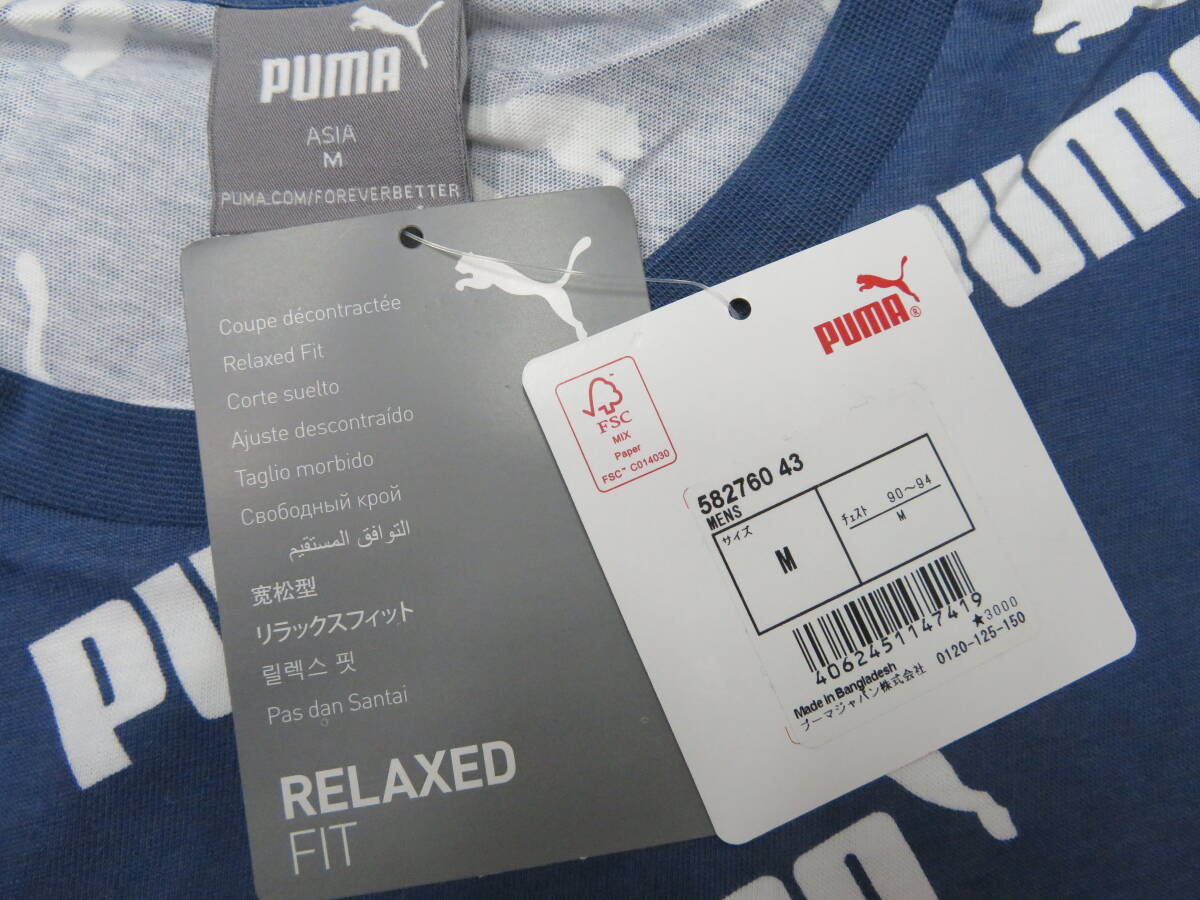 PUMA
ASIA
M
PUMA.COM/FOREVERBETTER
Coupe décontractée
Relaxed Fit
Corte suelto
Ajuste descontraído
Taglio morbido
Свободный крой
التوافق المستقيم
宽松型
リラックスフィット
릴렉스 핏
Pas dan Santai
RELAXED
FIT
PUMA®
FSC
MIX
Paper
FSC™ C014030
582760 43
MENS
サイズ
M
チェスト 90～94
M
4062451147419
★3000
Made in Bangladesh
プーマジャパン株式会社 0120-125-150
PUMA
PU